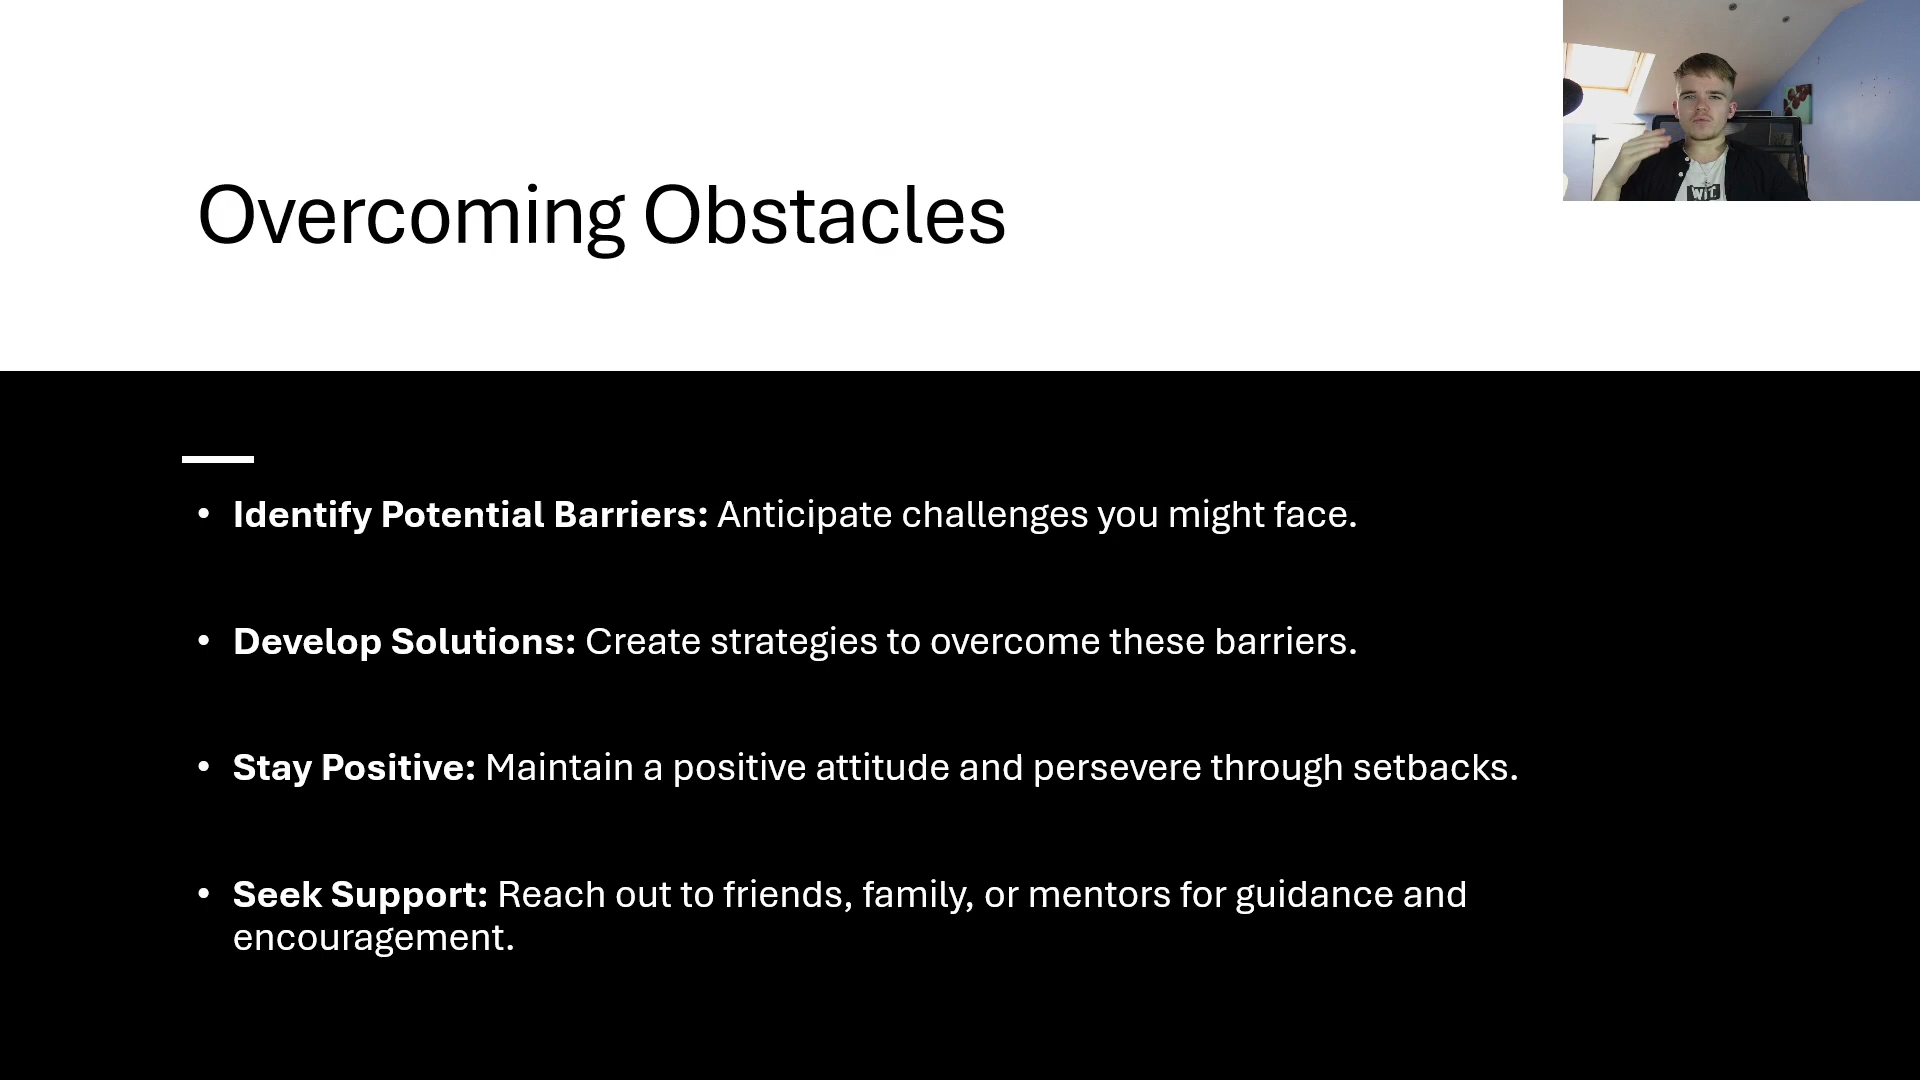 Overcoming Obstacles
• Identify Potential Barriers: Anticipate challenges you might face.
• Develop Solutions: Create strategies to overcome these barriers.
• Stay Positive: Maintain a positive attitude and persevere through setbacks.
• Seek Support: Reach out to friends, family, or mentors for guidance and
encouragement.